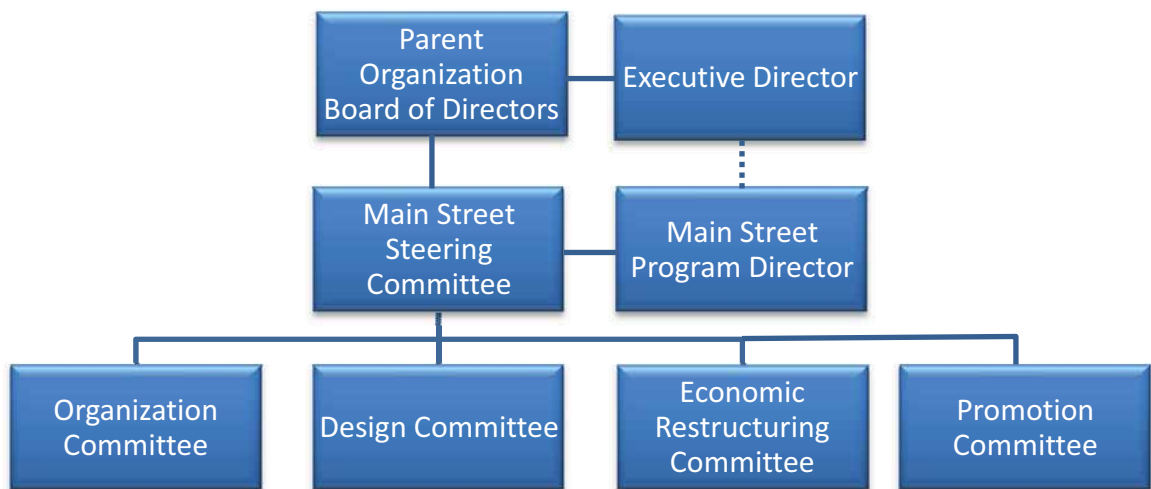 Parent
Organization
Board of Directors
Executive Director
Main Street
Steering
Committee
Main Street
Program Director
Organization
Committee
Design Committee
Economic
Restructuring
Committee
Promotion
Committee